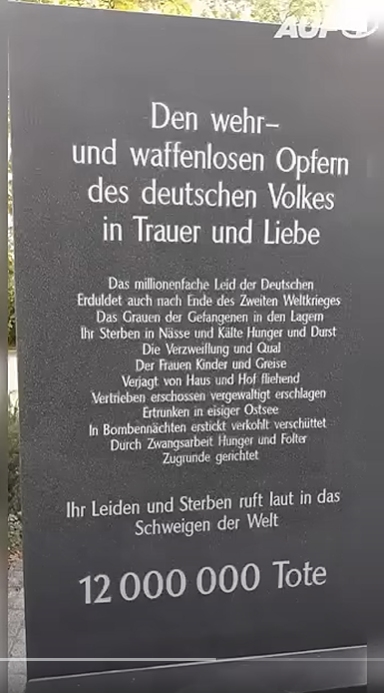 AUF1
Den wehr-
und waffenlosen Opfern
des deutschen Volkes
in Trauer und Liebe
Das millionenfache Leid der Deutschen
Erduldet auch nach Ende des Zweiten Weltkrieges
Das Grauen der Gefangenen in den Lagern
Ihr Sterben in Nässe und Kälte Hunger und Durst
Die Verzweiflung und Qual
Der Frauen Kinder und Greise
Verjagt von Haus und Hof fliehend
Vertrieben erschossen vergewaltigt erschlagen
Ertrunken in eisiger Ostsee
In Bombennächten erstickt verkohlt verschüttet
Durch Zwangsarbeit Hunger und Folter
Zugrunde gerichtet
Ihr Leiden und Sterben ruft laut in das
Schweigen der Welt
12 000 000 Tote